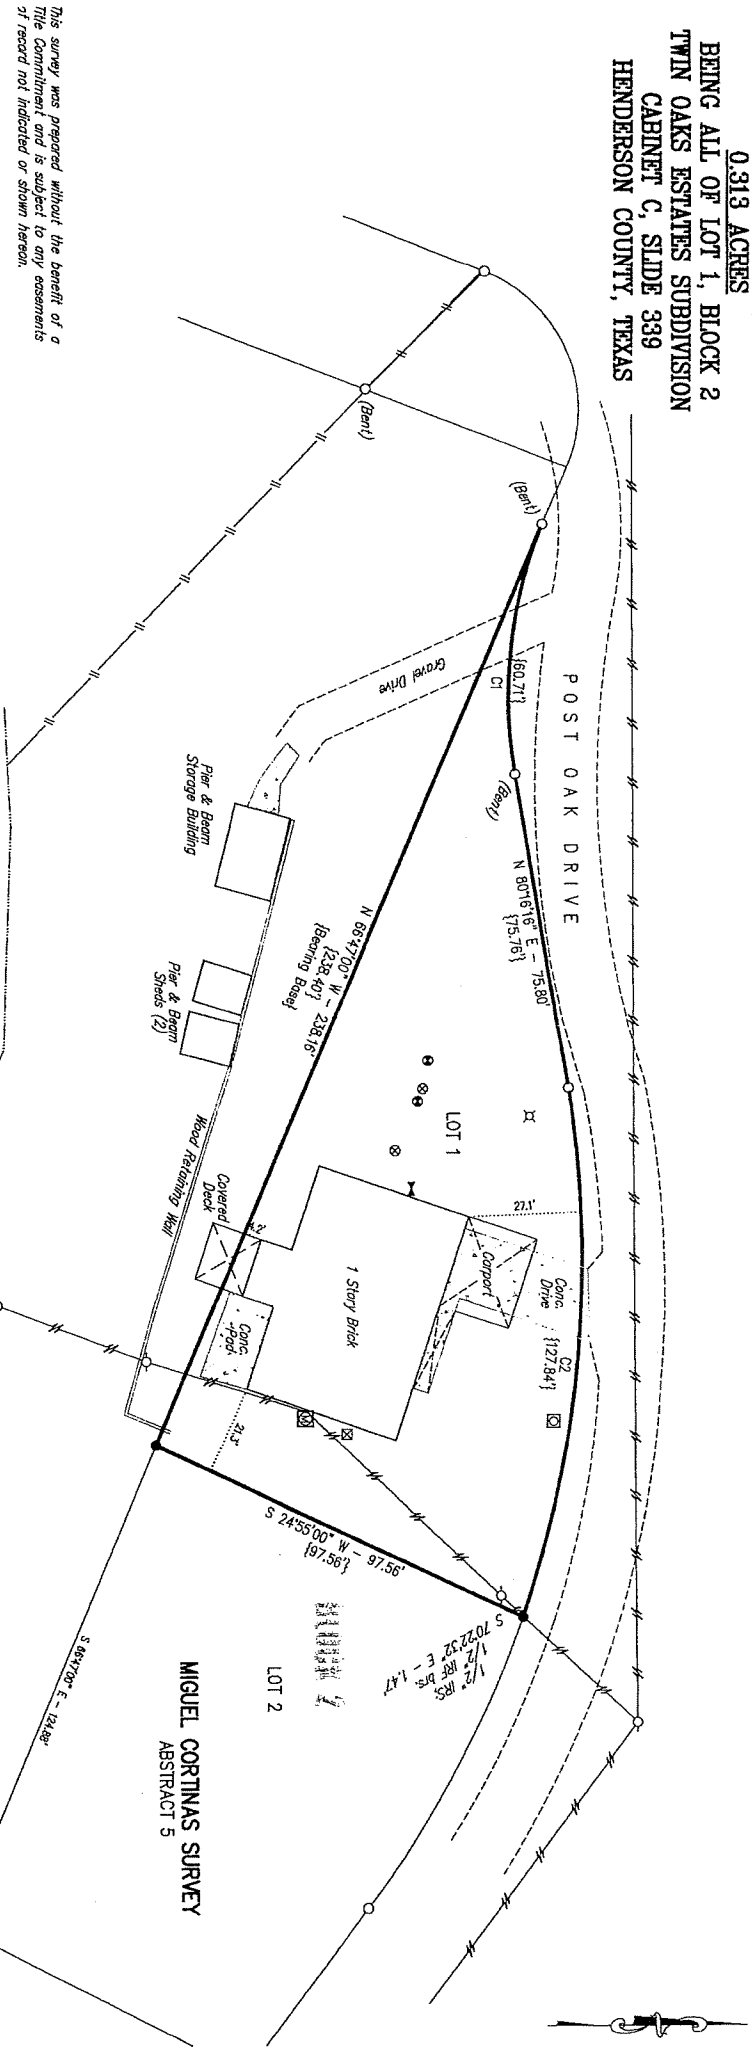 0.313 ACRES
BEING ALL OF LOT 1, BLOCK 2
TWIN OAKS ESTATES SUBDIVISION
CABINET C, SLIDE 339
HENDERSON COUNTY, TEXAS
This survey was prepared without the benefit of a
Title Commitment and is subject to any easements
of record not indicated or shown hereon.
(Bent)
(Bent)
{60.71'}
C1
(Bent)
POST OAK DRIVE
Gravel Drive
N 80°16'16" E - 75.80'
{75.76'}
Pier & Beam
Storage Building
N 66°47'00" W - 238.16'
{238.40'}
{Bearing Base}
Pier & Beam
Sheds (2)
LOT 1
Wood Retaining Wall
Covered
Deck
4.2'
27.1'
Carport
Conc.
Drive
C2
{127.84'}
1 Story Brick
Conc.
Pad
21.3'
S 24°55'00" W - 97.56'
{97.56'}
1/2" IRS;
1/2" IRF brs.
S 70°22'32" E - 1.47'
LOT 2
MIGUEL CORTINAS SURVEY
ABSTRACT 5
S 66°47'00" E - 124.88'